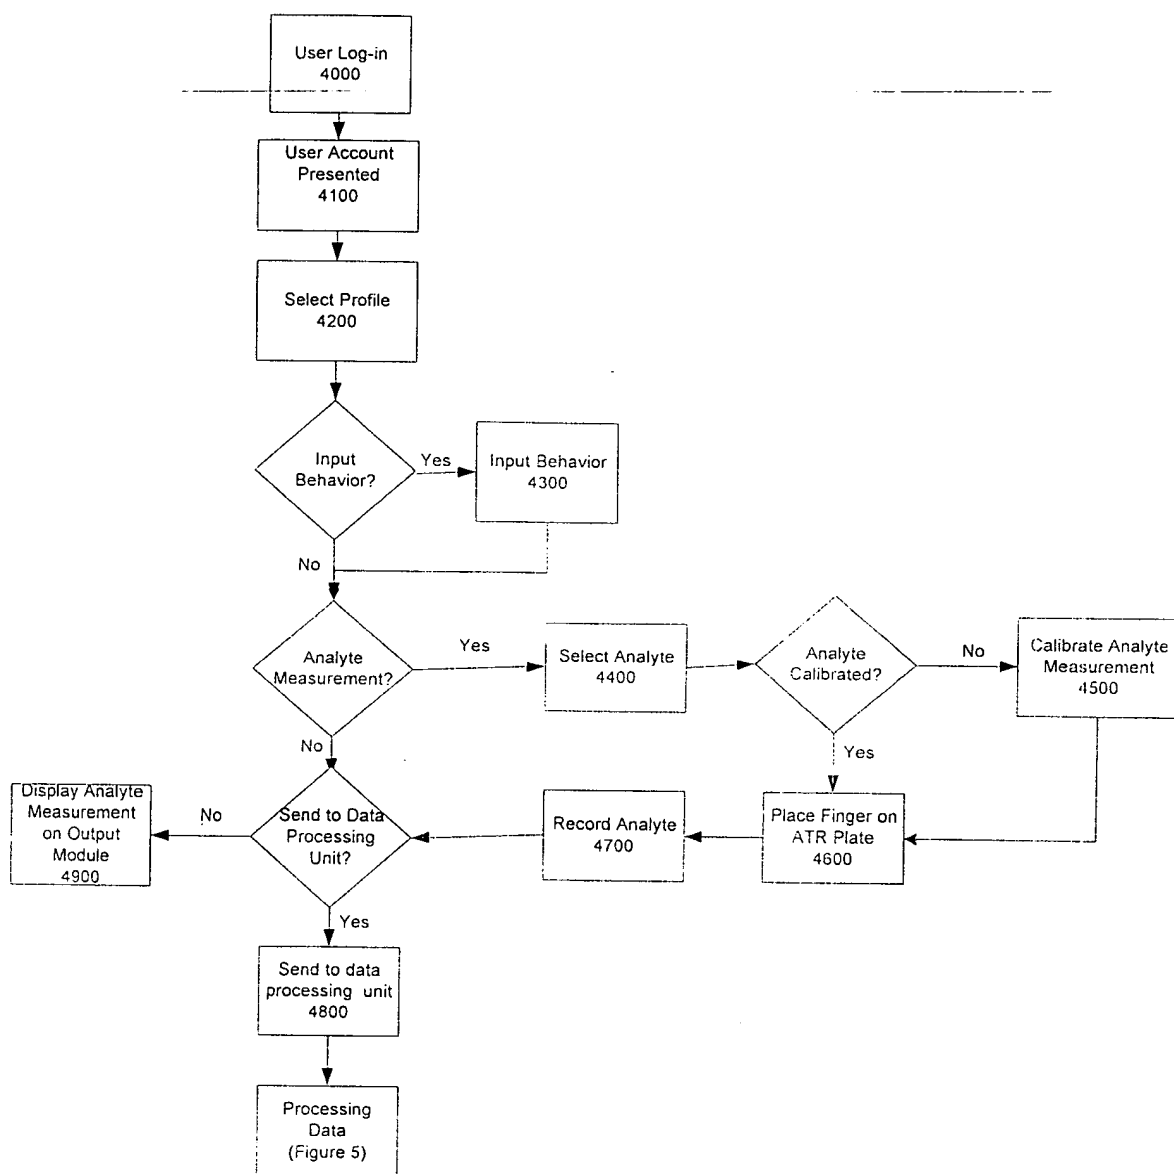 User Log-in
4000
User Account
Presented
4100
Select Profile
4200
Input
Behavior?
Yes
Input Behavior
4300
No
Analyte
Measurement?
Yes
Select Analyte
4400
Analyte
Calibrated?
No
Calibrate Analyte
Measurement
4500
No
Yes
Display Analyte
Measurement
on Output
Module
4900
No
Send to Data
Processing
Unit?
Record Analyte
4700
Place Finger on
ATR Plate
4600
Yes
Send to data
processing unit
4800
Processing
Data
(Figure 5)